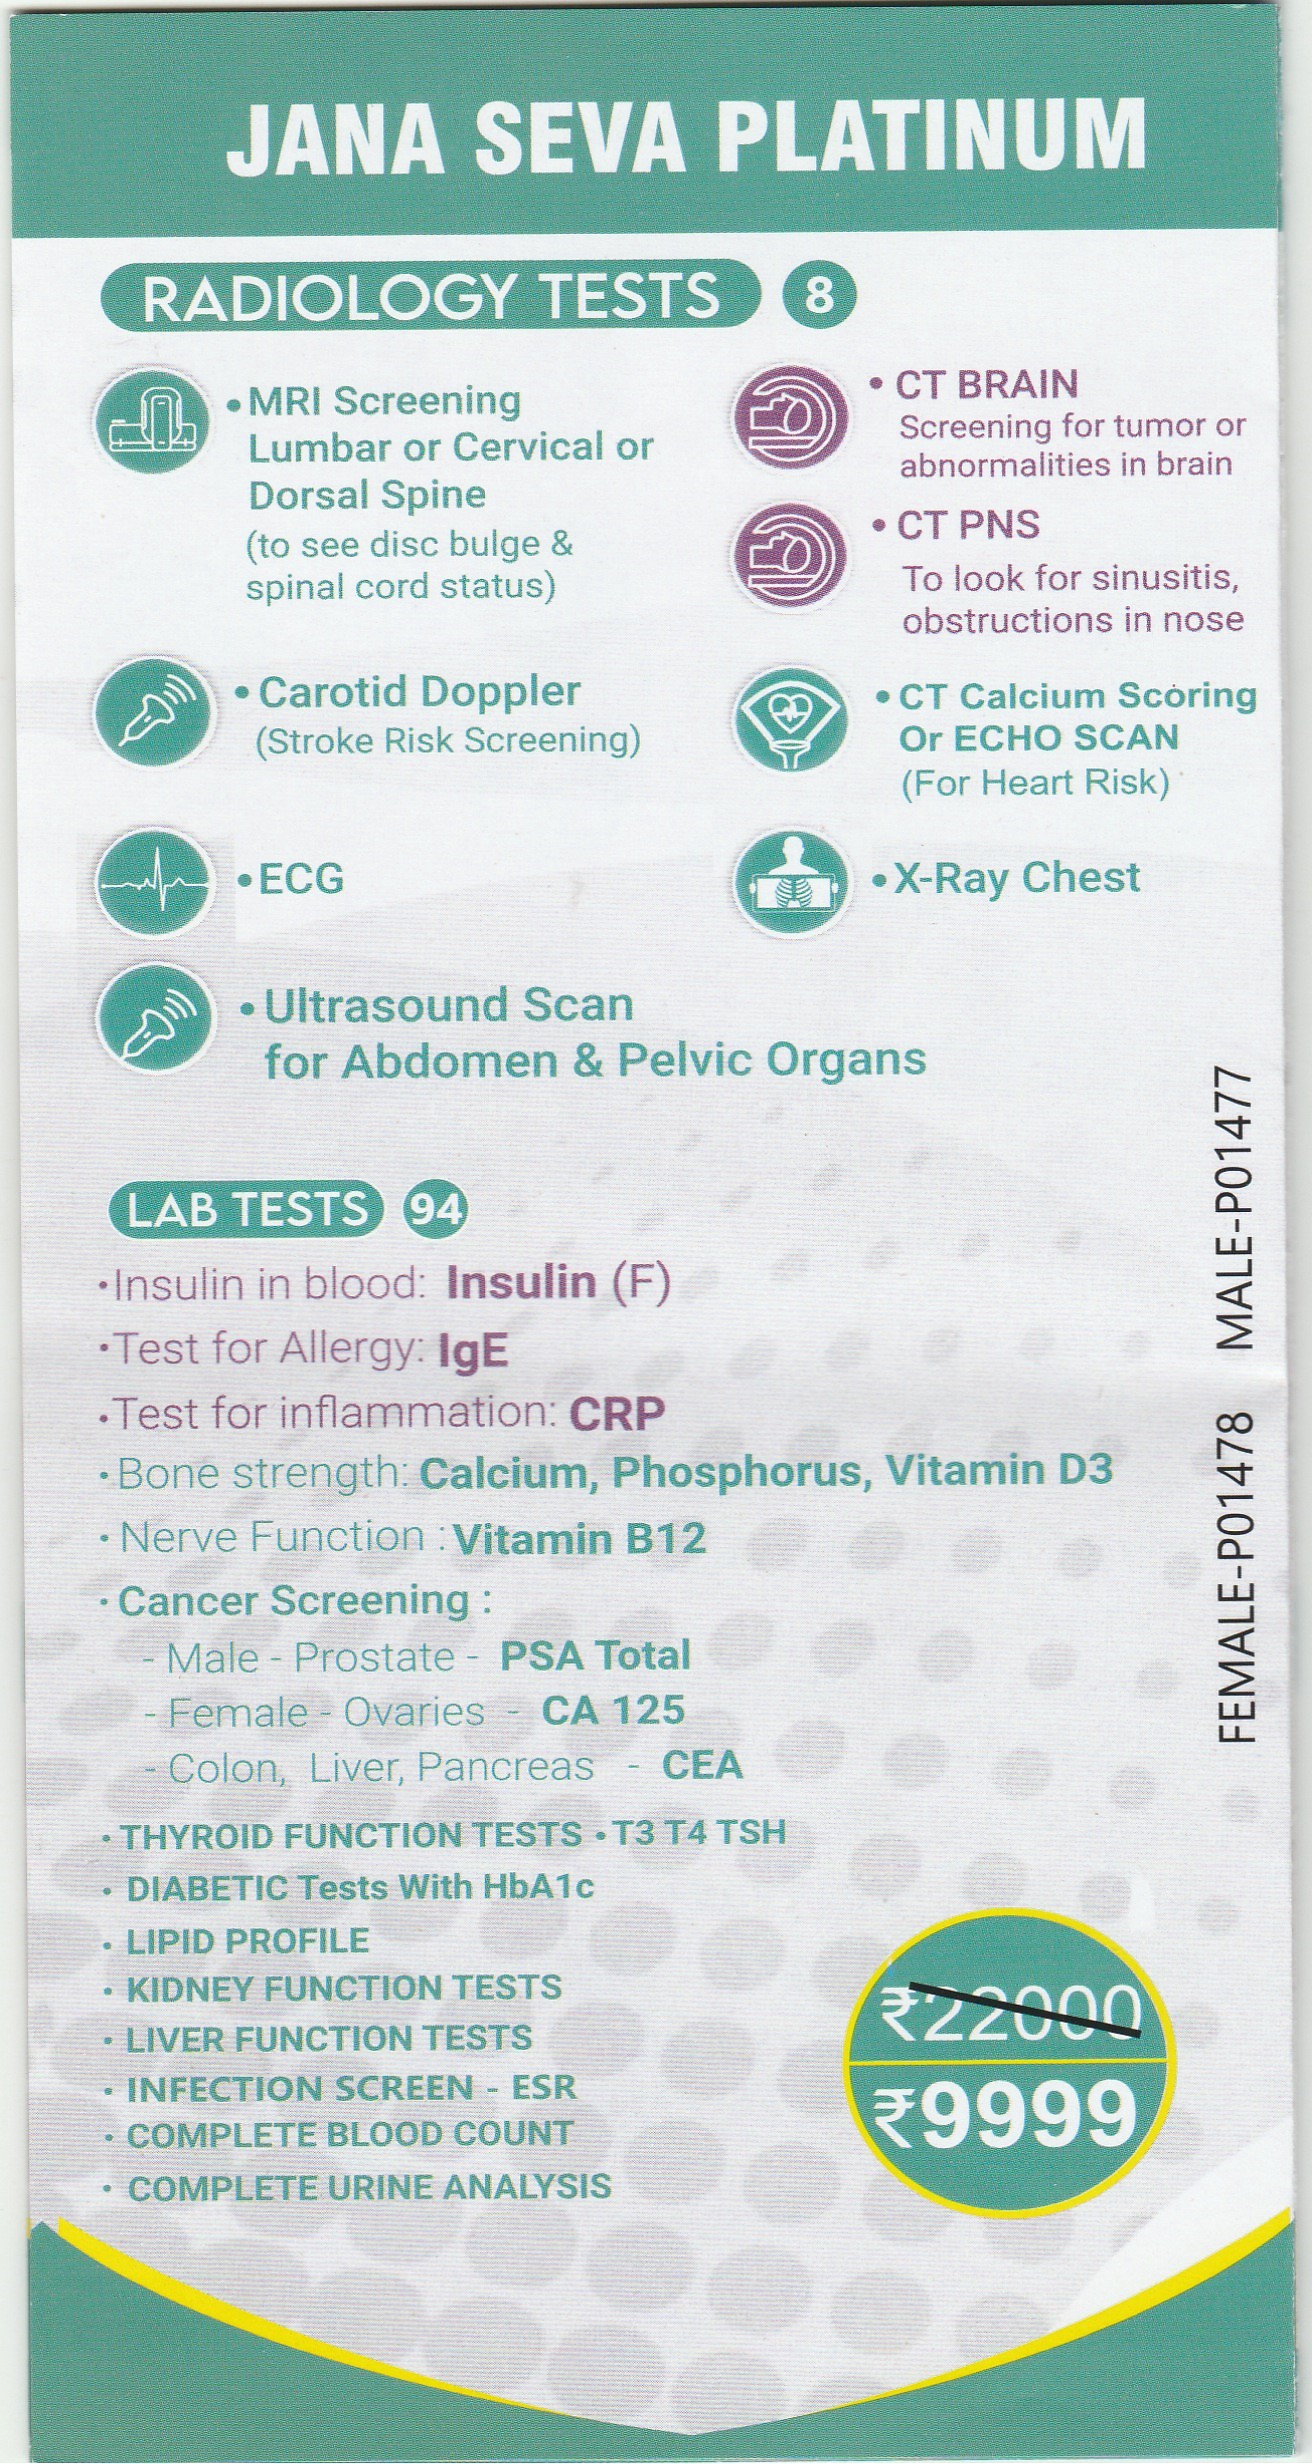 JANA SEVA PLATINUM
RADIOLOGY TESTS 8
• MRI Screening
Lumbar or Cervical or
Dorsal Spine
(to see disc bulge &
spinal cord status)
• CT BRAIN
Screening for tumor or
abnormalities in brain
• CT PNS
To look for sinusitis,
obstructions in nose
• Carotid Doppler
(Stroke Risk Screening)
• CT Calcium Scoring
Or ECHO SCAN
(For Heart Risk)
• ECG
• X-Ray Chest
• Ultrasound Scan
for Abdomen & Pelvic Organs
LAB TESTS 94
• Insulin in blood: Insulin (F)
• Test for Allergy: IgE
• Test for inflammation: CRP
• Bone strength: Calcium, Phosphorus, Vitamin D3
• Nerve Function : Vitamin B12
• Cancer Screening :
- Male - Prostate - PSA Total
- Female - Ovaries - CA 125
- Colon, Liver, Pancreas - CEA
• THYROID FUNCTION TESTS • T3 T4 TSH
• DIABETIC Tests With HbA1c
• LIPID PROFILE
• KIDNEY FUNCTION TESTS
• LIVER FUNCTION TESTS
• INFECTION SCREEN - ESR
• COMPLETE BLOOD COUNT
• COMPLETE URINE ANALYSIS
₹22000
₹9999
FEMALE-P01478 MALE-P01477